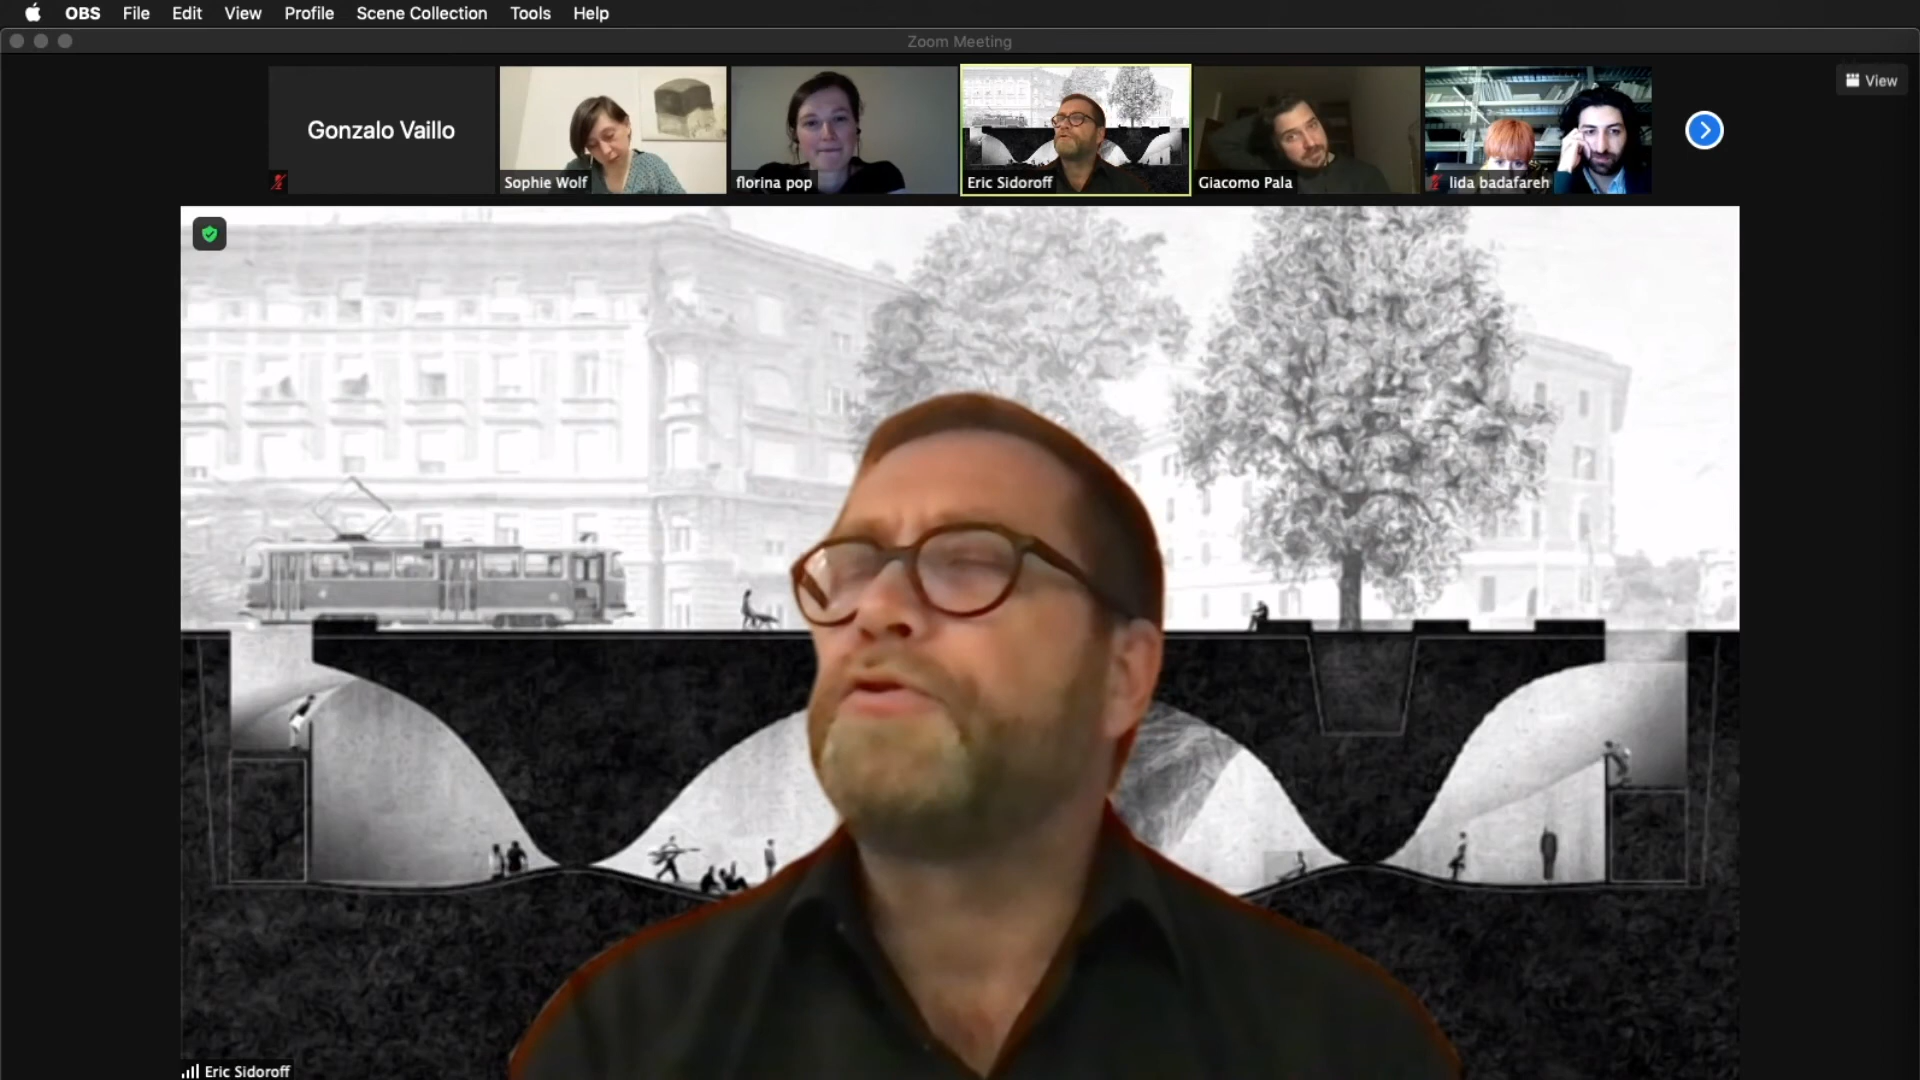 OBS File Edit View Profile Scene Collection Tools Help
Zoom Meeting
View
Gonzalo Vaillo
Sophie Wolf
florina pop
Eric Sidoroff
Giacomo Pala
lida badafareh
Eric Sidoroff